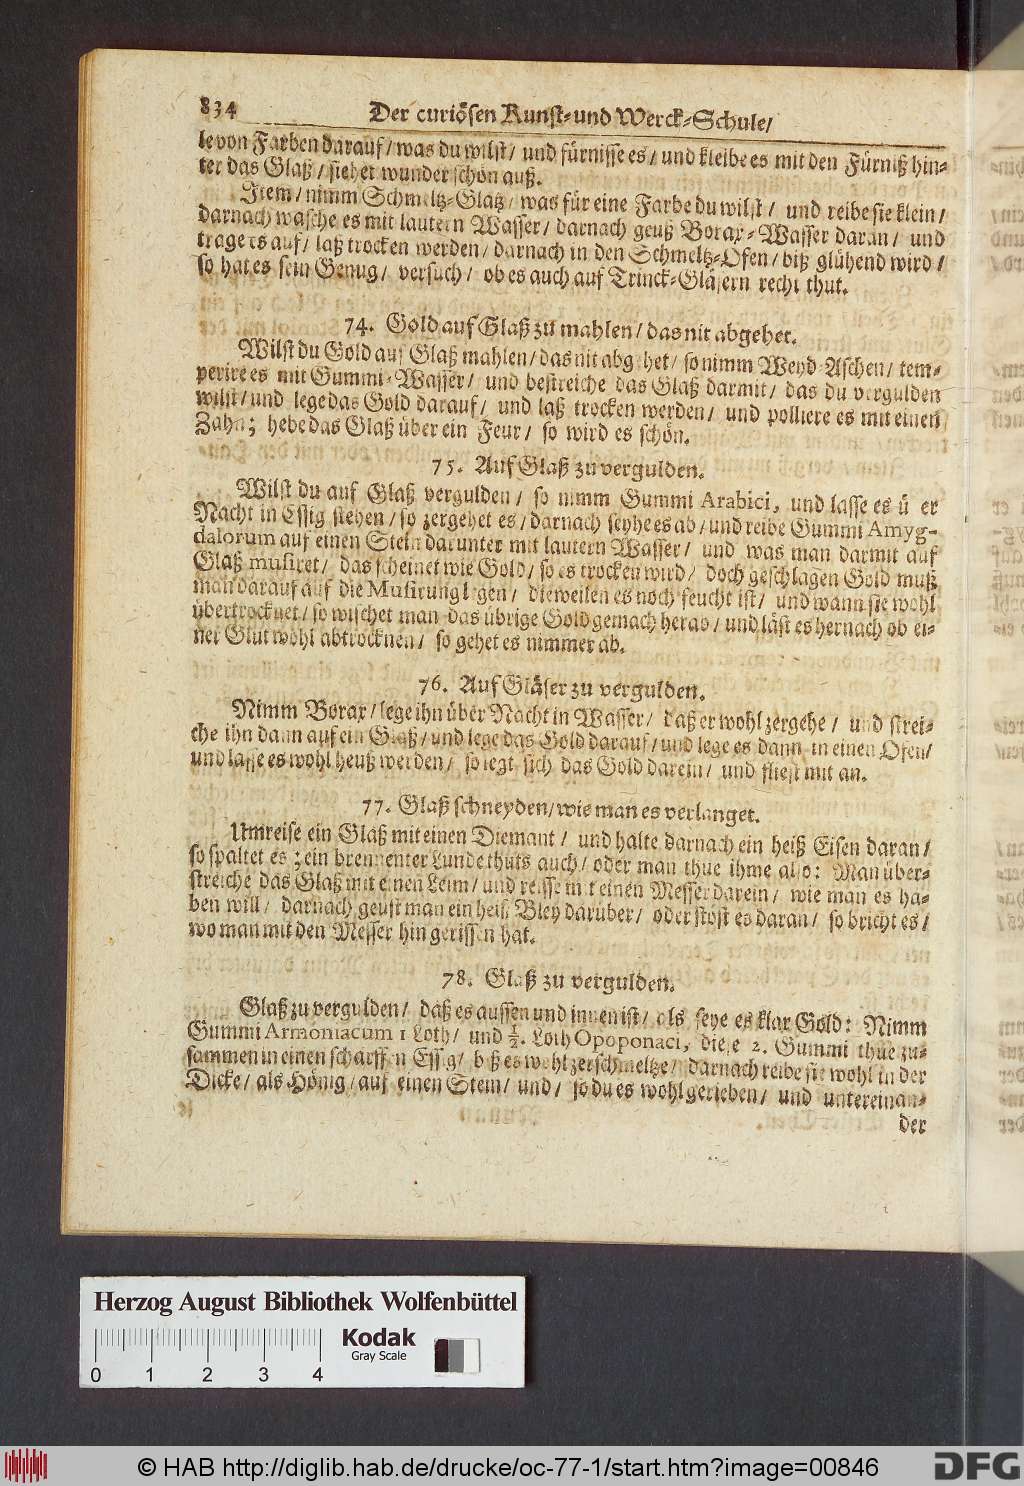 834 Der curiösen Kunst- und Werck-Schule/
le von Farben darauf/ was du wilst/ und fürnisse es/ und kleibe es mit den Fürniß hin-
ter das Glaß/ siehet wunderschön auß.
Item/ nimm Schmeltz-Glaß/ was für eine Farbe du wilst/ und reibe sie klein/
darnach wasche es mit lautern Wasser/ darnach geuß Borax-Wasser daran/ und
trage es auf/ laß trocken werden/ darnach in den Schmeltz-Ofen/ biß glühend wird/
so hat es sein Genug/ versuch/ ob es auch auf Trinck-Gläsern recht thut.
74. Gold auf Glaß zu mahlen/ das nit abgehet.
Wilst du Gold auf Glaß mahlen/ das nit abgehet/ so nimm Weyd-Aschen/ tem-
perire es mit Gummi-Wasser/ und bestreiche das Glaß darmit/ das du vergulden
wilst/ und lege das Gold darauf/ und laß trocken werden/ und polliere es mit einen
Zahn; hebe das Glaß über ein Feur/ so wird es schön.
75. Auf Glaß zu vergulden.
Wilst du auf Glaß vergulden/ so nimm Gummi Arabici, und lasse es über
Nacht in Essig stehen/ so zergehet es/ darnach seyhe es ab/ und reibe Gummi Amyg-
dalorum auf einen Stein darunter mit lautern Wasser/ und was man darmit auf
Glaß musiret/ das scheinet wie Gold/ so es trocken wird/ doch geschlagen Gold muß
man darauf auf die Musirung legen/ dieweilen es noch feucht ist/ und wann sie wohl
übertrocknet/ so wischet man das übrige Gold gemach herab/ und läst es hernach ob ei-
ner Glut wohl abtrocknen/ so gehet es nimmer ab.
76. Auf Gläser zu vergulden.
Nimm Borax/ lege ihn über Nacht in Wasser/ daß er wohl zergehe/ und strei-
che ihn dann auf ein Glaß/ und lege das Gold darauf/ und lege es dann in einen Ofen/
und lasse es wohl heuß werden/ so legt sich das Gold darein/ und fliest mit an.
77. Glaß schneyden/ wie man es verlanget.
Umreise ein Glaß mit einen Diemant/ und halte darnach ein heiß Eisen daran/
so spaltet es; ein brennenter Lunde thuts auch/ oder man thue ihme also: Man über-
streiche das Glaß mit einen Leim/ und reisse mit einen Messer darein/ wie man es ha-
ben will/ darnach geust man ein heiß Bley darüber/ oder stöst es daran/ so bricht es/
wo man mit den Messer hin gerissen hat.
78. Glaß zu vergulden.
Glaß zu vergulden/ daß es aussen und innen ist/ als seye es klar Gold: Nimm
Gummi Armoniacum 1 Loth/ und ½. Loth Opoponaci, diese 2. Gummi thue zu-
sammen in einen scharffen Essig/ biß es wohl zerschmeltze/ darnach reibe sie wohl in der
Dicke/ als Hönig/ auf einen Stein/ und/ so du es wohl gerieben/ und untereinan-
der
Herzog August Bibliothek Wolfenbüttel
Kodak
Gray Scale
0 1 2 3 4
© HAB http://diglib.hab.de/drucke/oc-77-1/start.htm?image=00846
DFG